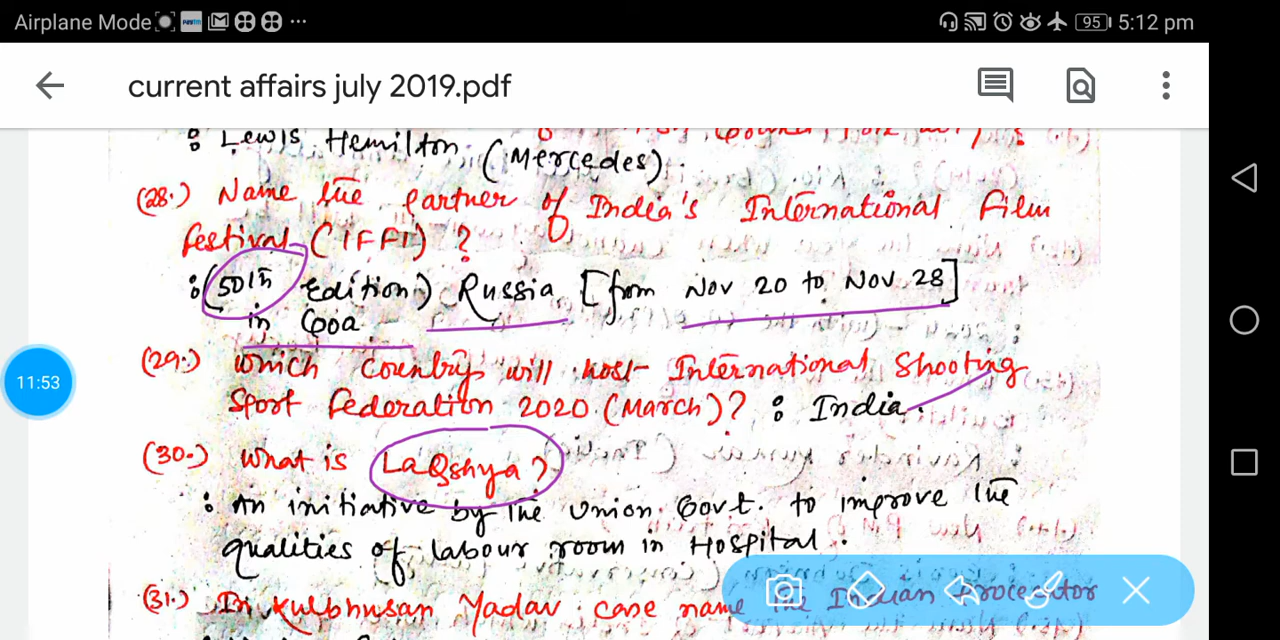 Airplane Mode ... 95 5:12 pm
current affairs july 2019.pdf
: Lewis Hemilton. (Mercedes).
(28.) Name the partner of India's International Film
festival (IFFI) ?
: (50th Edition) Russia [from Nov 20 to Nov 28]
in Goa
(29.) which country will host International Shooting
Sport Federation 2020 (March)? : India.
11:53
(30.) what is LaQshya ?
: An initiative by the Union Govt. to improve the
qualities of labour room in Hospital.
(31.) In Kulbhusan Yadav case name the Indian